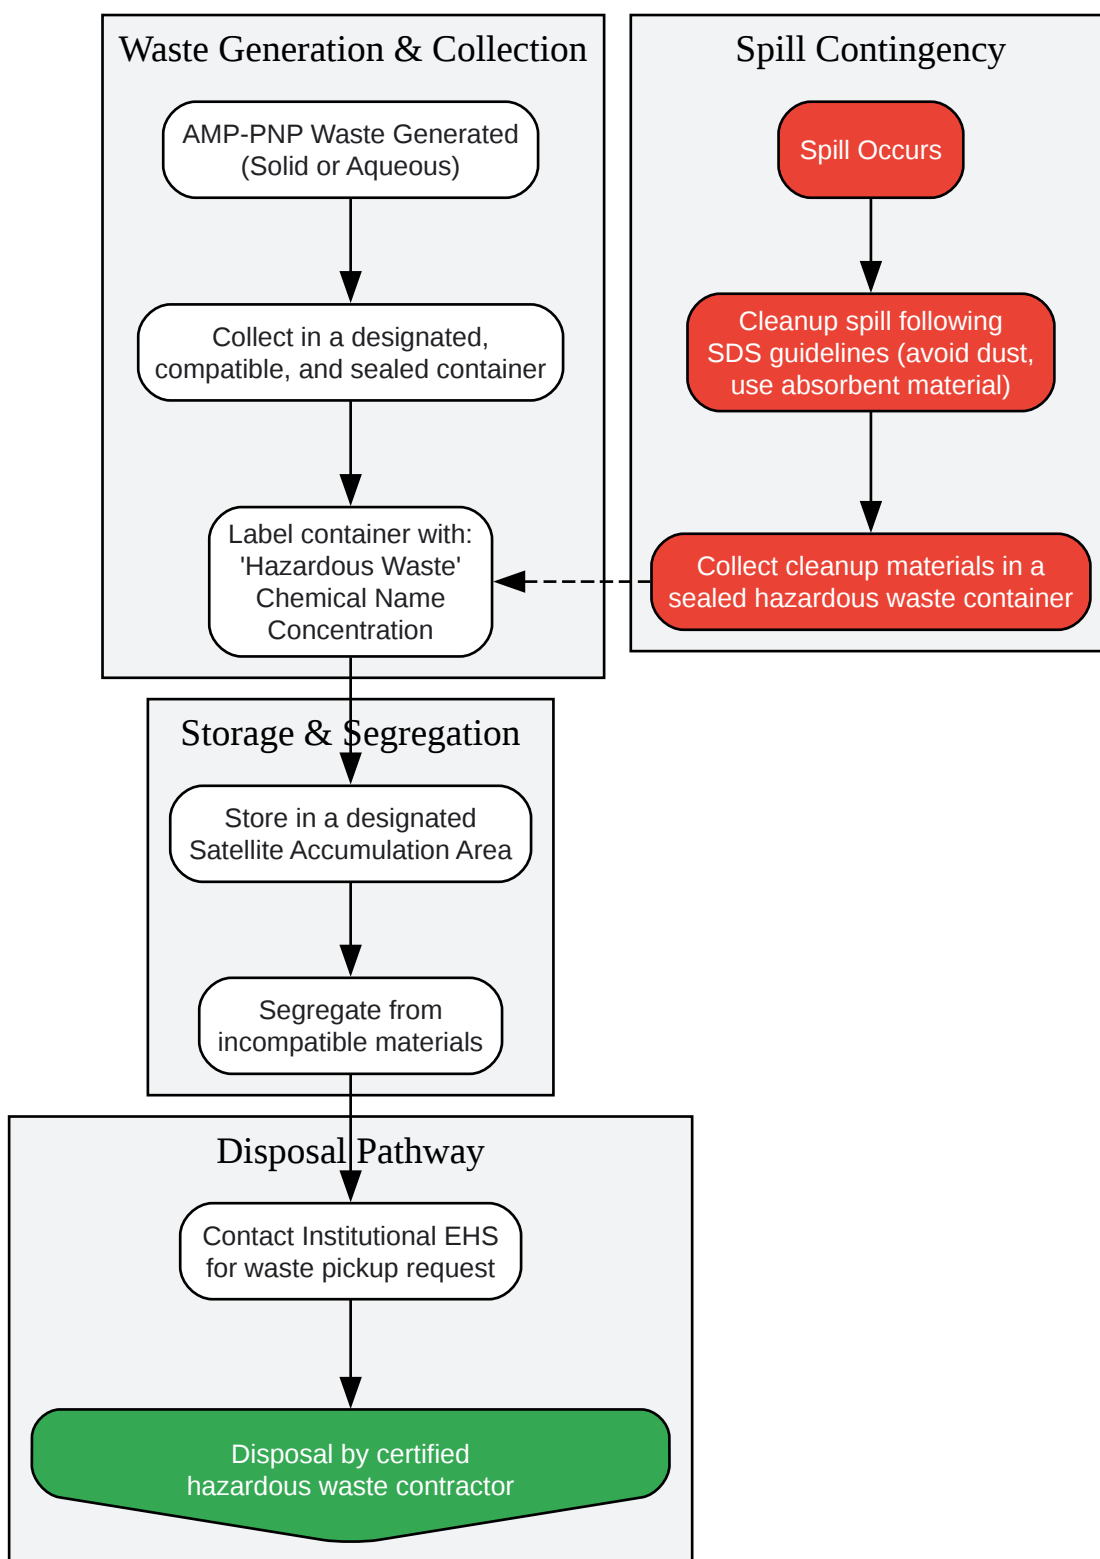 Waste Generation & Collection
AMP-PNP Waste Generated
(Solid or Aqueous)
Collect in a designated,
compatible, and sealed container
Label container with:
'Hazardous Waste'
Chemical Name
Concentration
Spill Contingency
Spill Occurs
Cleanup spill following
SDS guidelines (avoid dust,
use absorbent material)
Collect cleanup materials in a
sealed hazardous waste container
Storage & Segregation
Store in a designated
Satellite Accumulation Area
Segregate from
incompatible materials
Disposal Pathway
Contact Institutional EHS
for waste pickup request
Disposal by certified
hazardous waste contractor